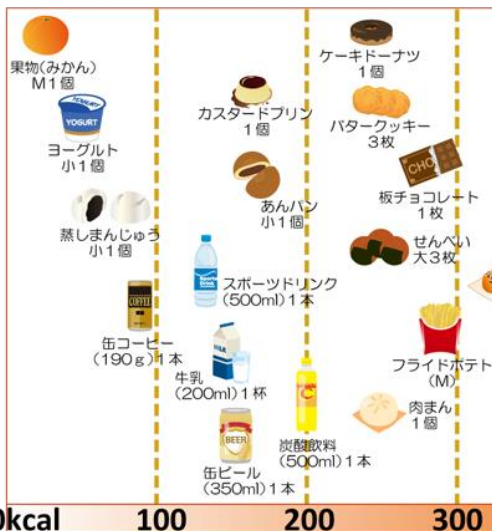 果物(みかん)
M1個
YOGURT
YOGURT
ヨーグルト
小1個
蒸しまんじゅう
小1個
COFFEE
缶コーヒー
(190g)1本
カスタードプリン
1個
あんパン
小1個
Sports
Drink
スポーツドリンク
(500ml)1本
MILK
牛乳
(200ml)1杯
BEER
缶ビール
(350ml)1本
C
炭酸飲料
(500ml)1本
ケーキドーナツ
1個
バタークッキー
3枚
CHO
板チョコレート
1枚
せんべい
大3枚
フライドポテト
(M)
肉まん
1個
0kcal 100 200 300